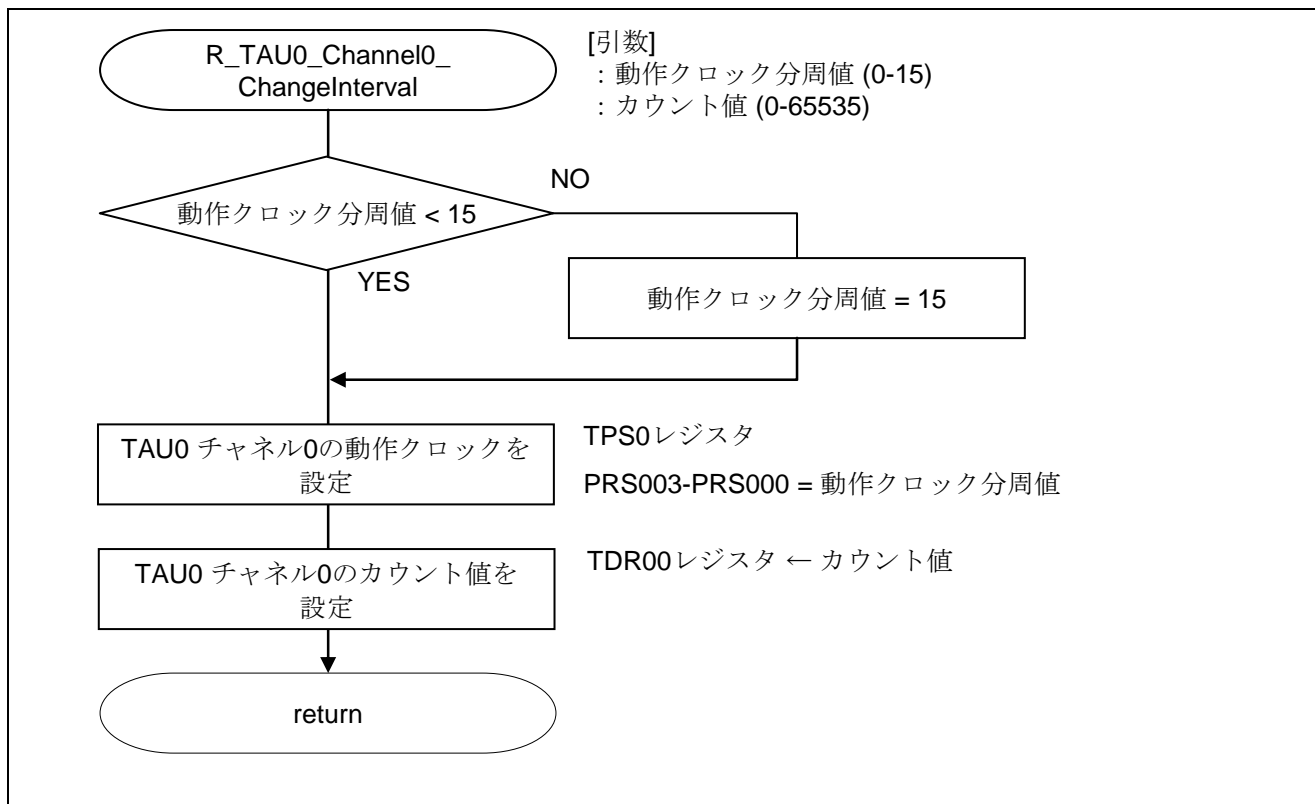 R_TAU0_Channel0_
ChangeInterval
[引数]
：動作クロック分周値 (0-15)
：カウント値 (0-65535)
動作クロック分周値 < 15
NO
YES
動作クロック分周値 = 15
TAU0 チャネル0の動作クロックを
設定
TPS0レジスタ
PRS003-PRS000 = 動作クロック分周値
TAU0 チャネル0のカウント値を
設定
TDR00レジスタ ← カウント値
return